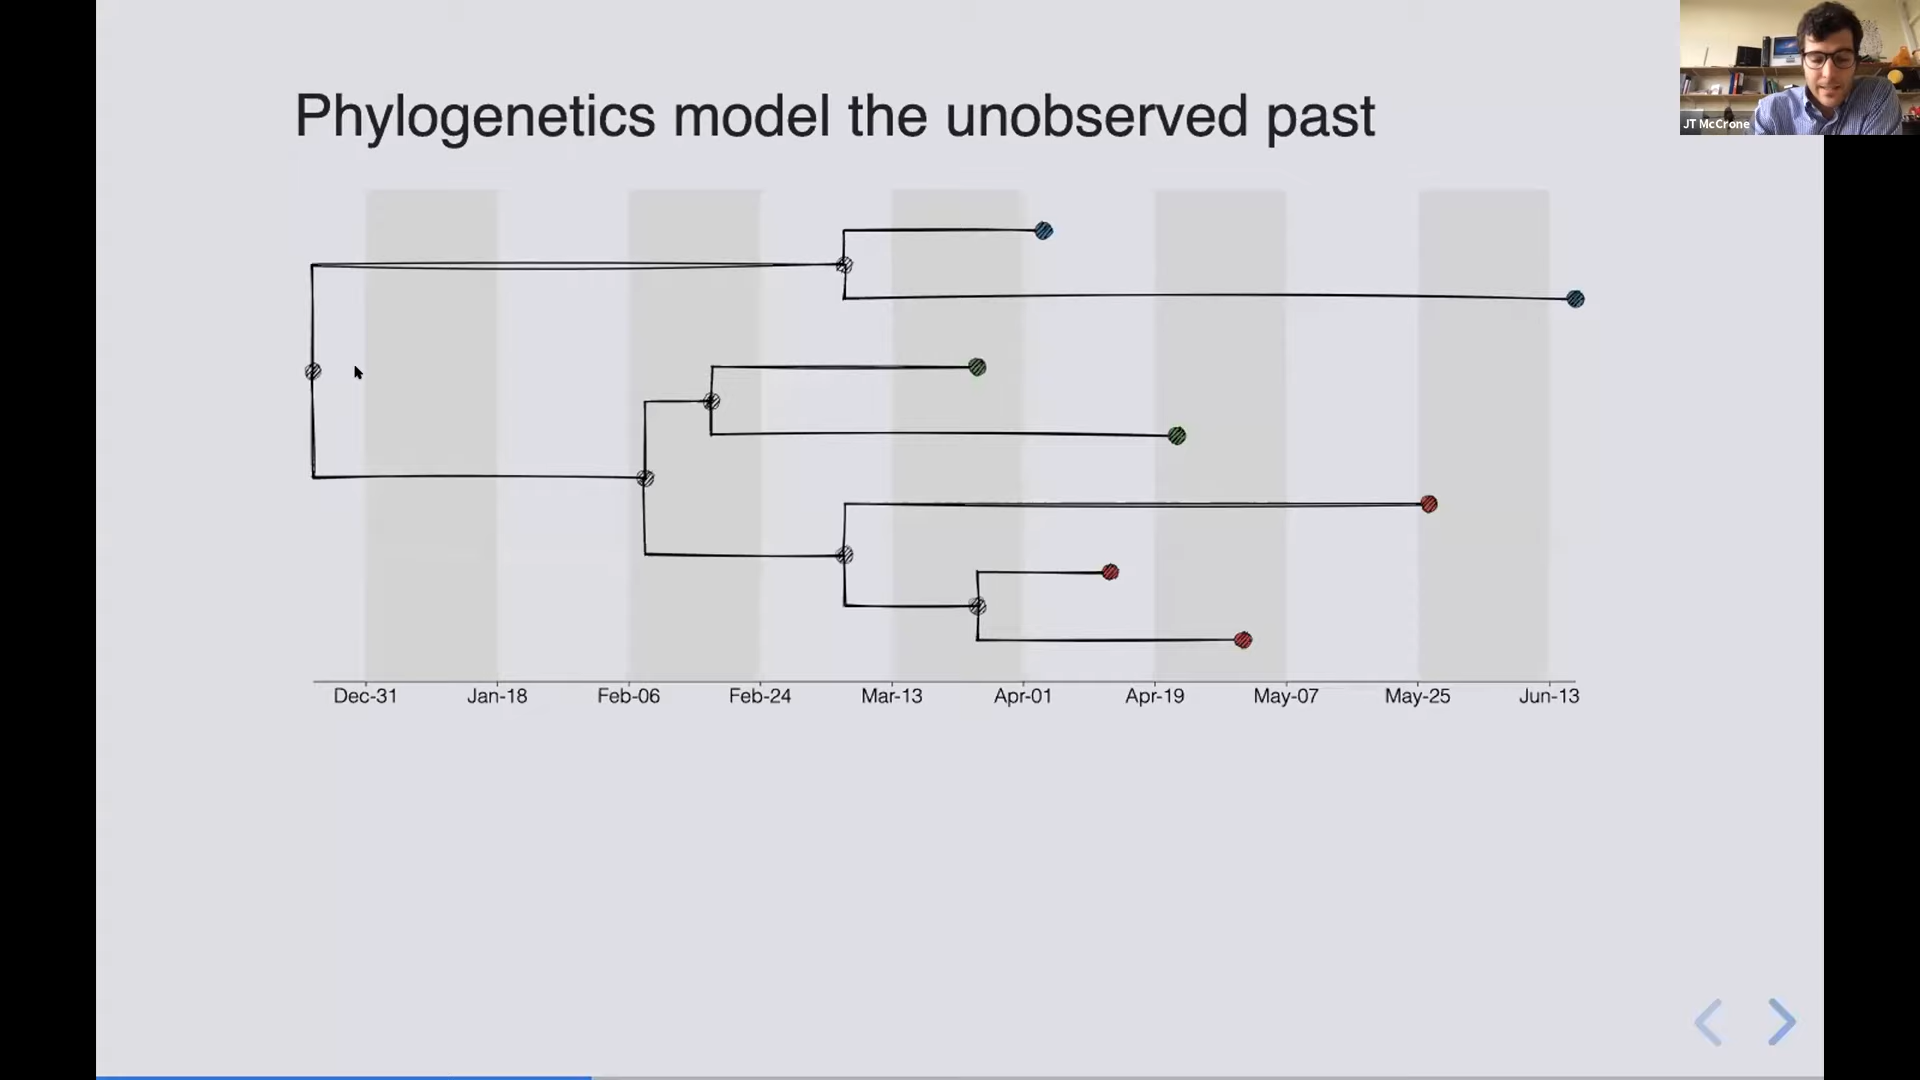 Phylogenetics model the unobserved past
JT McCrone
Dec-31 Jan-18 Feb-06 Feb-24 Mar-13 Apr-01 Apr-19 May-07 May-25 Jun-13